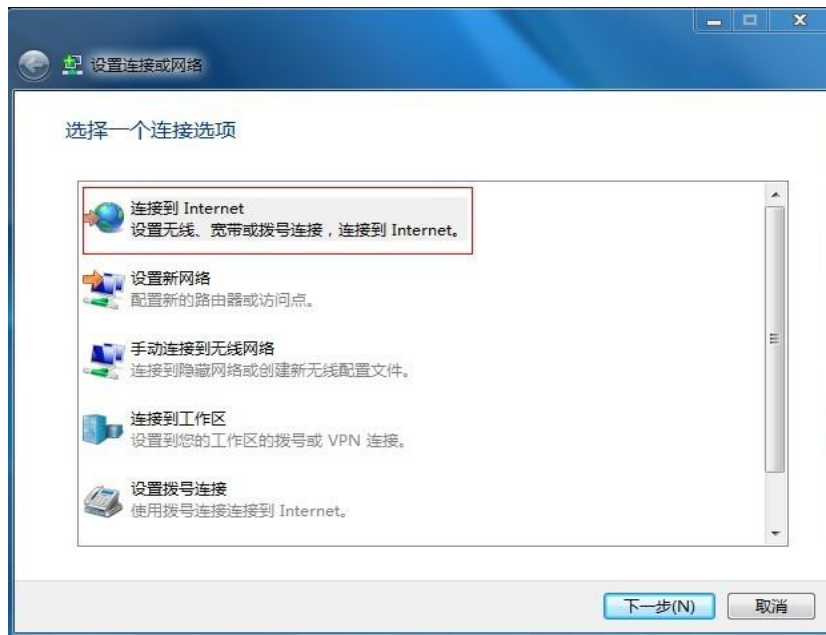 设置连接或网络
选择一个连接选项
连接到 Internet
设置无线、宽带或拨号连接，连接到 Internet。
设置新网络
配置新的路由器或访问点。
手动连接到无线网络
连接到隐藏网络或创建新无线配置文件。
连接到工作区
设置到您的工作区的拨号或 VPN 连接。
设置拨号连接
使用拨号连接连接到 Internet。
下一步(N)
取消